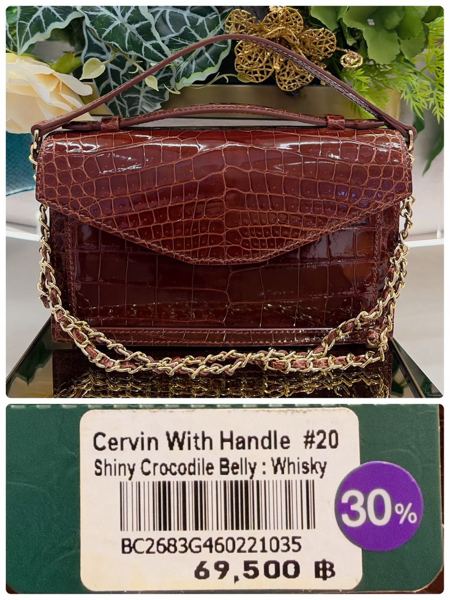 Cervin With Handle #20
Shiny Crocodile Belly : Whisky
30%
BC2683G460221035
69,500 ฿